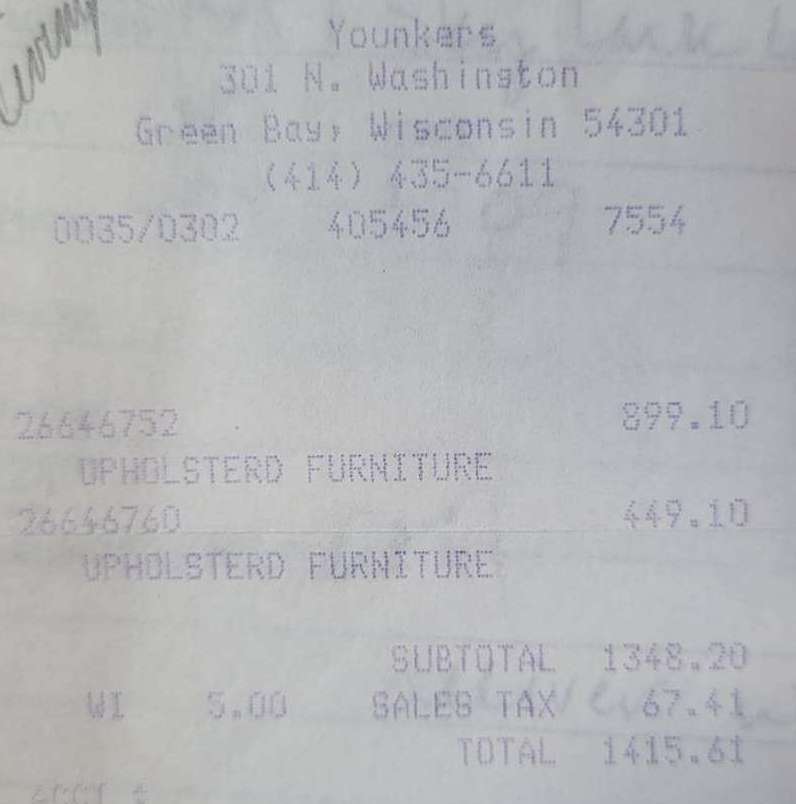 Younkers
301 N. Washington
Green Bay, Wisconsin 54301
(414) 435-6611
0035/0302 405456 7554
26646752 899.10
UPHOLSTERD FURNITURE
26646760 449.10
UPHOLSTERD FURNITURE
SUBTOTAL 1348.20
WI 5.00 SALES TAX 67.41
TOTAL 1415.61